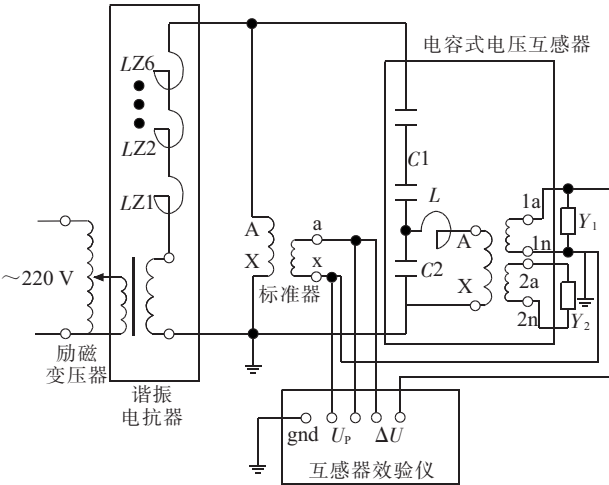 电容式电压互感器
LZ6
LZ2
LZ1
C1
L
A
X
a
x
标准器
C2
A
X
1a
1n
2a
2n
Y₁
Y₂
～220 V
励磁
变压器
谐振
电抗器
gnd
Uₚ
ΔU
互感器效验仪